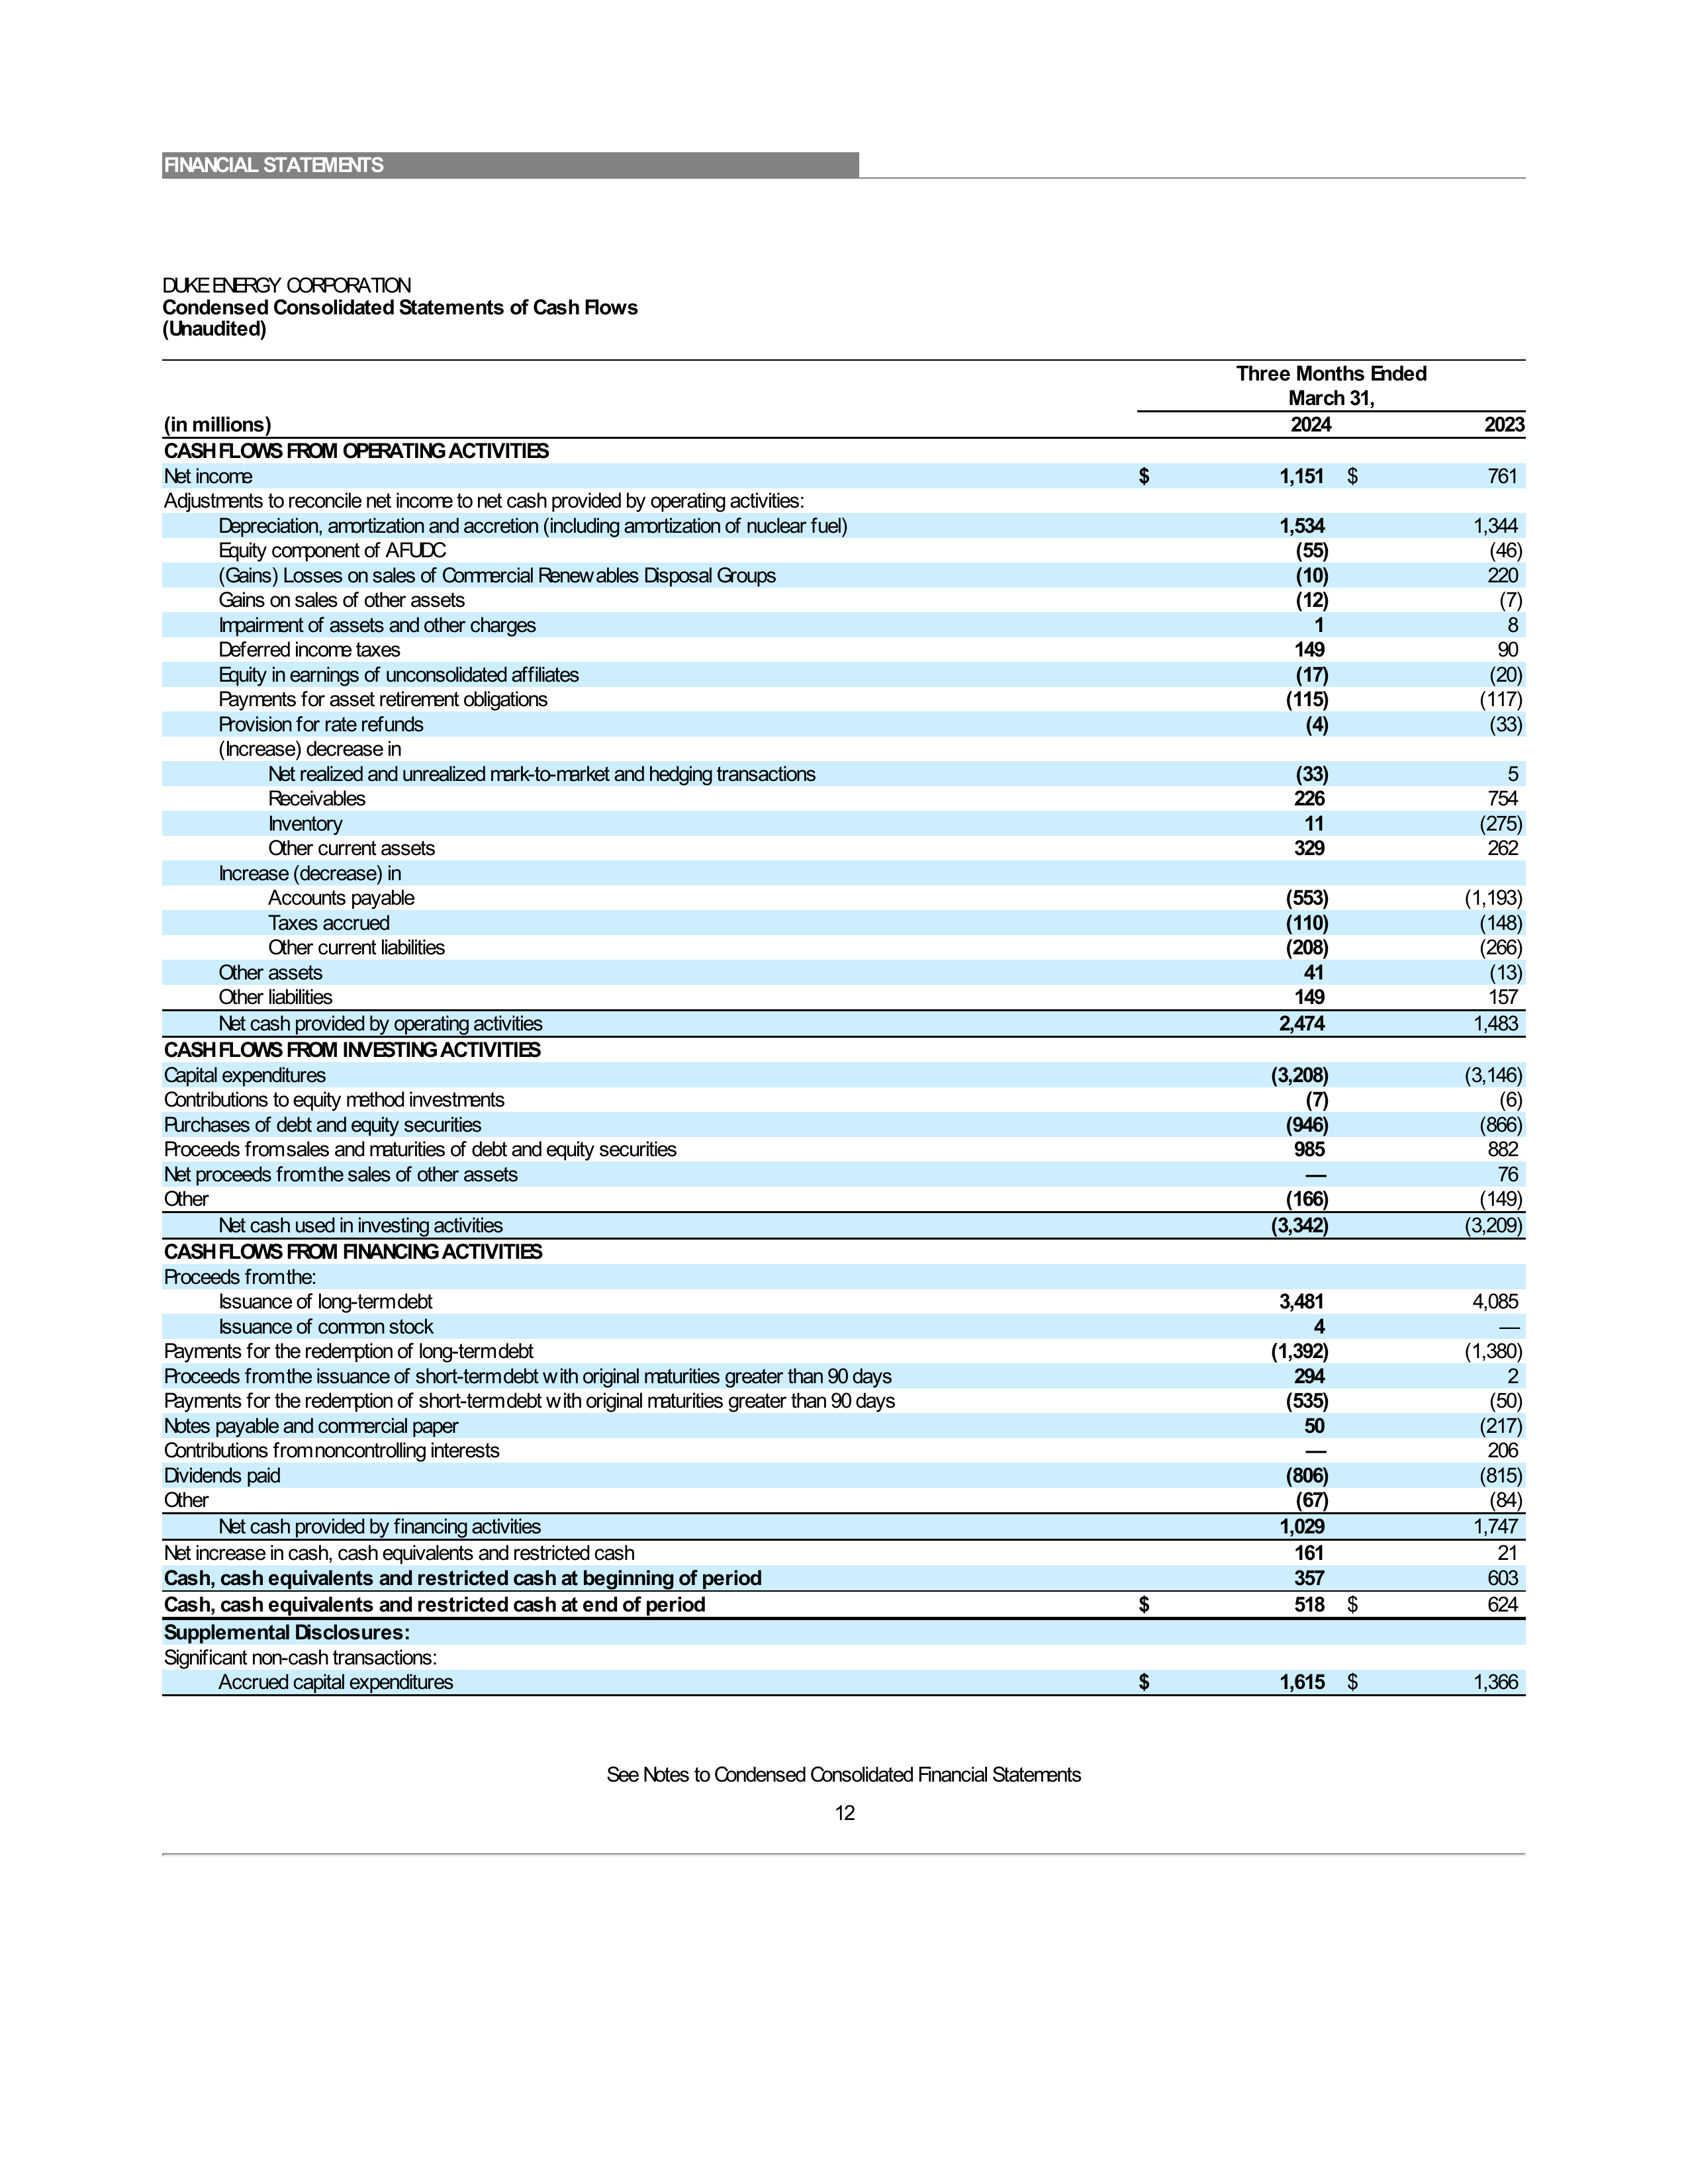 FINANCIAL STATEMENTS
DUKE ENERGY CORPORATION
Condensed Consolidated Statements of Cash Flows
(Unaudited)
Three Months Ended
March 31,
(in millions) 2024 2023
CASH FLOWS FROM OPERATING ACTIVITIES
Net income $ 1,151 $ 761
Adjustments to reconcile net income to net cash provided by operating activities:
Depreciation, amortization and accretion (including amortization of nuclear fuel) 1,534 1,344
Equity component of AFUDC (55) (46)
(Gains) Losses on sales of Commercial Renewables Disposal Groups (10) 220
Gains on sales of other assets (12) (7)
Impairment of assets and other charges 1 8
Deferred income taxes 149 90
Equity in earnings of unconsolidated affiliates (17) (20)
Payments for asset retirement obligations (115) (117)
Provision for rate refunds (4) (33)
(Increase) decrease in
Net realized and unrealized mark-to-market and hedging transactions (33) 5
Receivables 226 754
Inventory 11 (275)
Other current assets 329 262
Increase (decrease) in
Accounts payable (553) (1,193)
Taxes accrued (110) (148)
Other current liabilities (208) (266)
Other assets 41 (13)
Other liabilities 149 157
Net cash provided by operating activities 2,474 1,483
CASH FLOWS FROM INVESTING ACTIVITIES
Capital expenditures (3,208) (3,146)
Contributions to equity method investments (7) (6)
Purchases of debt and equity securities (946) (866)
Proceeds from sales and maturities of debt and equity securities 985 882
Net proceeds from the sales of other assets — 76
Other (166) (149)
Net cash used in investing activities (3,342) (3,209)
CASH FLOWS FROM FINANCING ACTIVITIES
Proceeds from the:
Issuance of long-term debt 3,481 4,085
Issuance of common stock 4 —
Payments for the redemption of long-term debt (1,392) (1,380)
Proceeds from the issuance of short-term debt with original maturities greater than 90 days 294 2
Payments for the redemption of short-term debt with original maturities greater than 90 days (535) (50)
Notes payable and commercial paper 50 (217)
Contributions from noncontrolling interests — 206
Dividends paid (806) (815)
Other (67) (84)
Net cash provided by financing activities 1,029 1,747
Net increase in cash, cash equivalents and restricted cash 161 21
Cash, cash equivalents and restricted cash at beginning of period 357 603
Cash, cash equivalents and restricted cash at end of period $ 518 $ 624
Supplemental Disclosures:
Significant non-cash transactions:
Accrued capital expenditures $ 1,615 $ 1,366
See Notes to Condensed Consolidated Financial Statements
12